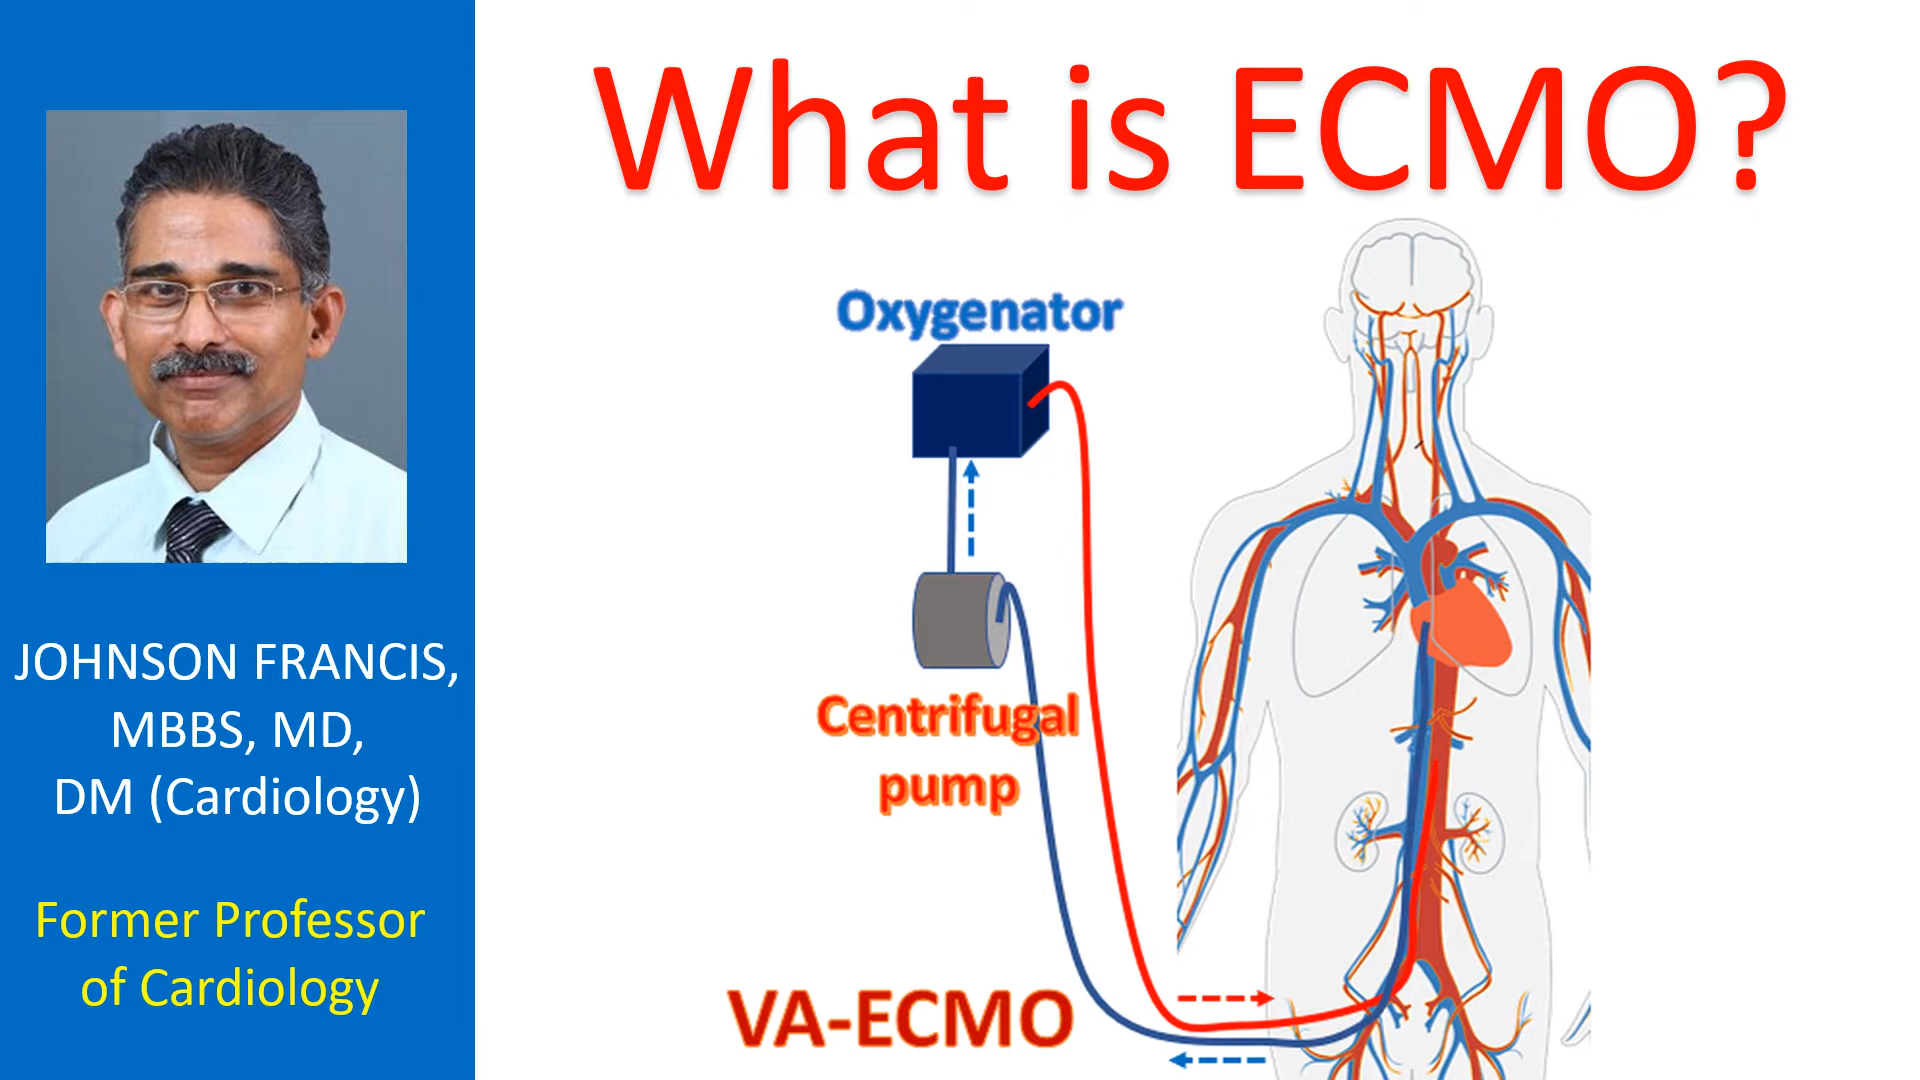 What is ECMO?
Oxygenator
Centrifugal
pump
VA-ECMO
JOHNSON FRANCIS,
MBBS, MD,
DM (Cardiology)
Former Professor
of Cardiology